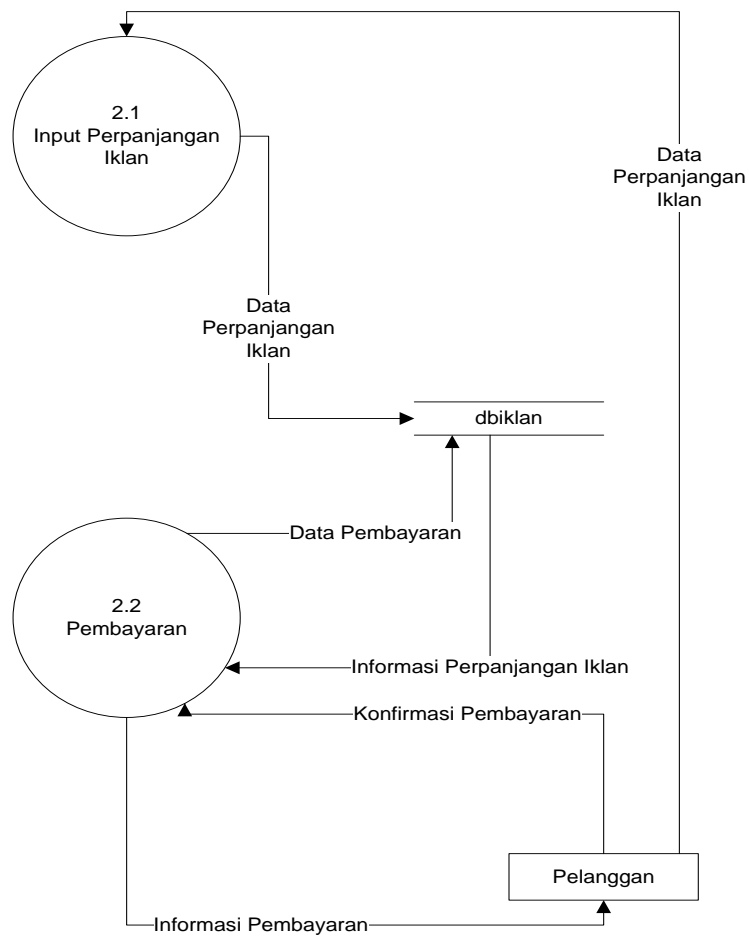 2.1
Input Perpanjangan
Iklan
Data
Perpanjangan
Iklan
Data
Perpanjangan
Iklan
dbiklan
Data Pembayaran
2.2
Pembayaran
Informasi Perpanjangan Iklan
Konfirmasi Pembayaran
Pelanggan
Informasi Pembayaran